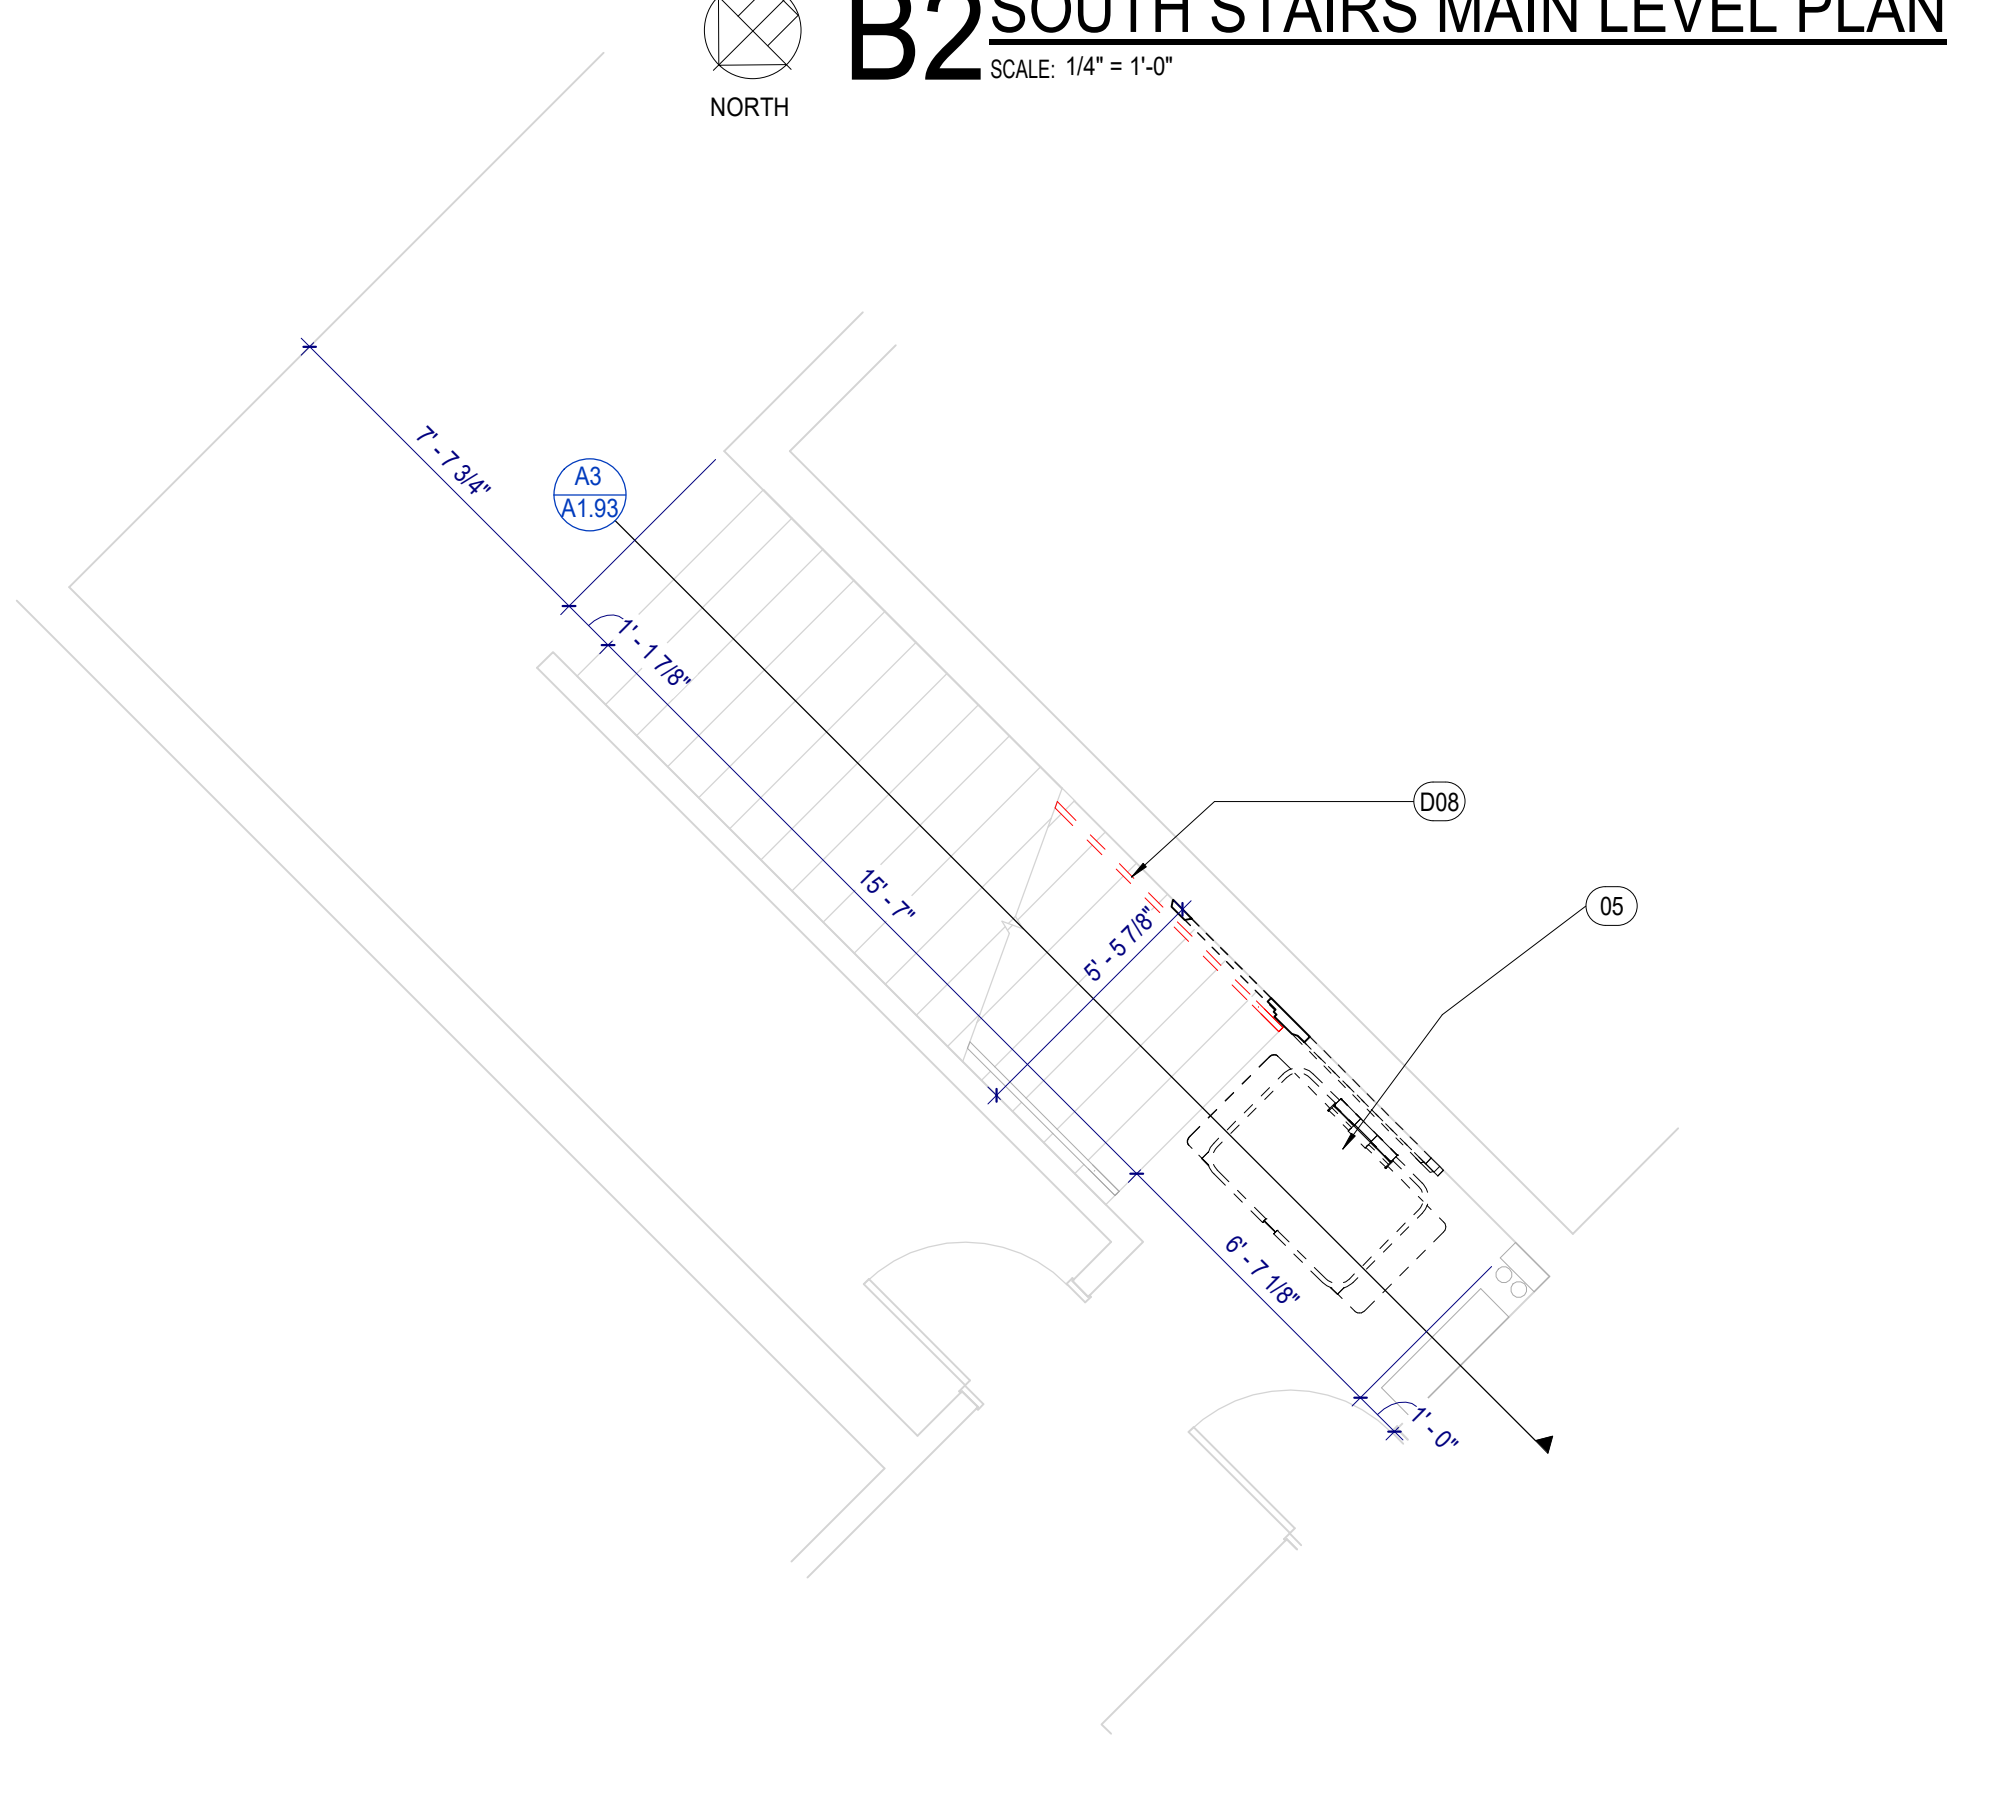 B2 SOUTH STAIRS MAIN LEVEL PLAN
SCALE: 1/4" = 1'-0"
NORTH
7' - 7 3/4"
A3
A1.93
1' - 1 7/8"
D08
15' - 7"
5' - 5 7/8"
05
6' - 7 1/8"
1' - 0"